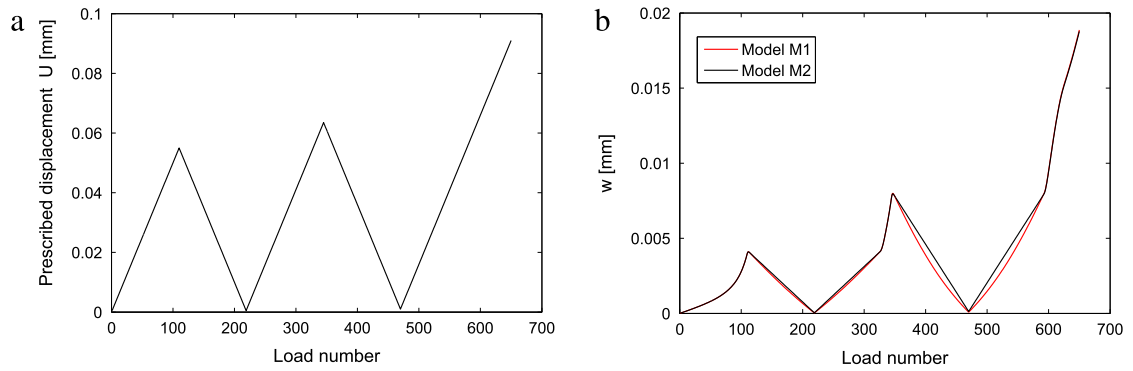 a
0.1
0.08
0.06
0.04
0.02
0
0 100 200 300 400 500 600 700
Prescribed displacement U [mm]
Load number
b
0.02
0.015
0.01
0.005
0
0 100 200 300 400 500 600 700
w [mm]
Load number
Model M1
Model M2